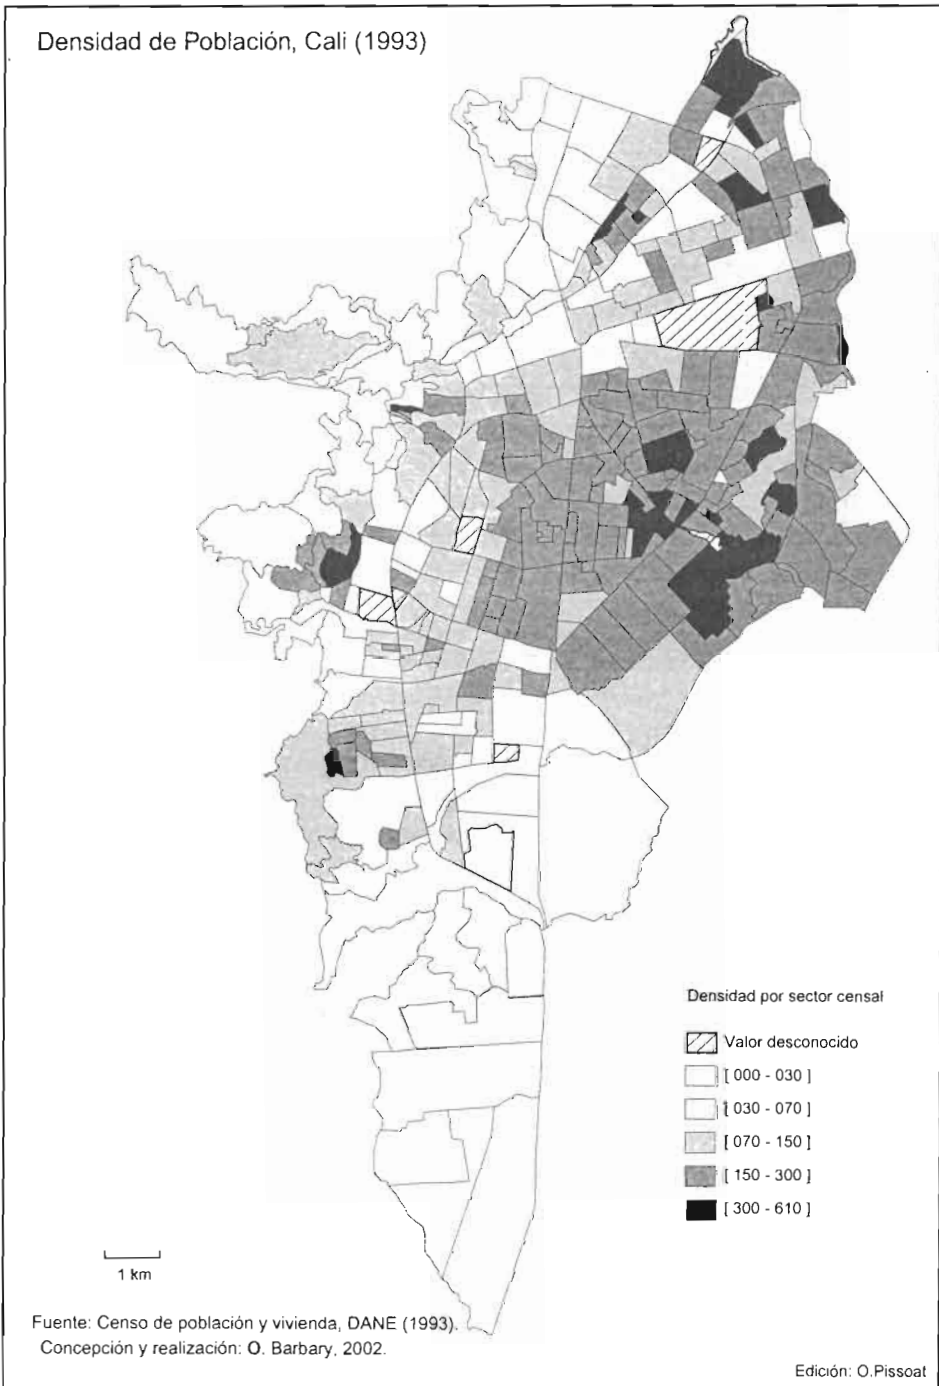 Densidad de Población, Cali (1993)
Densidad por sector censal
Valor desconocido
[ 000 - 030 ]
[ 030 - 070 ]
[ 070 - 150 ]
[ 150 - 300 ]
[ 300 - 610 ]
1 km
Fuente: Censo de población y vivienda, DANE (1993).
Concepción y realización: O. Barbary, 2002.
Edición: O.Pissoat